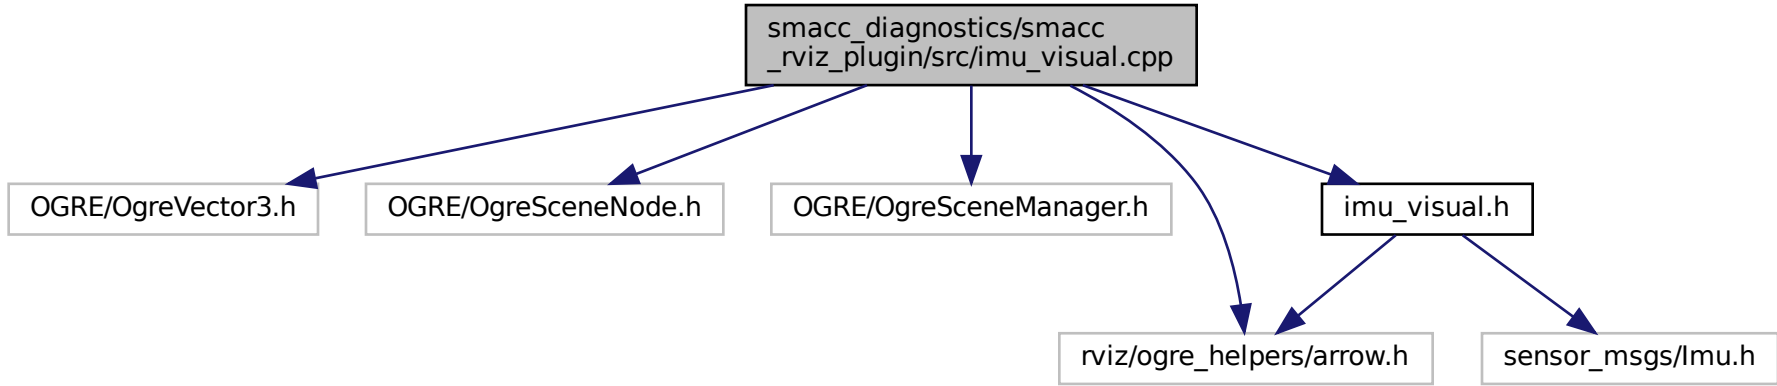 smacc_diagnostics/smacc
_rviz_plugin/src/imu_visual.cpp
OGRE/OgreVector3.h
OGRE/OgreSceneNode.h
OGRE/OgreSceneManager.h
imu_visual.h
rviz/ogre_helpers/arrow.h
sensor_msgs/Imu.h